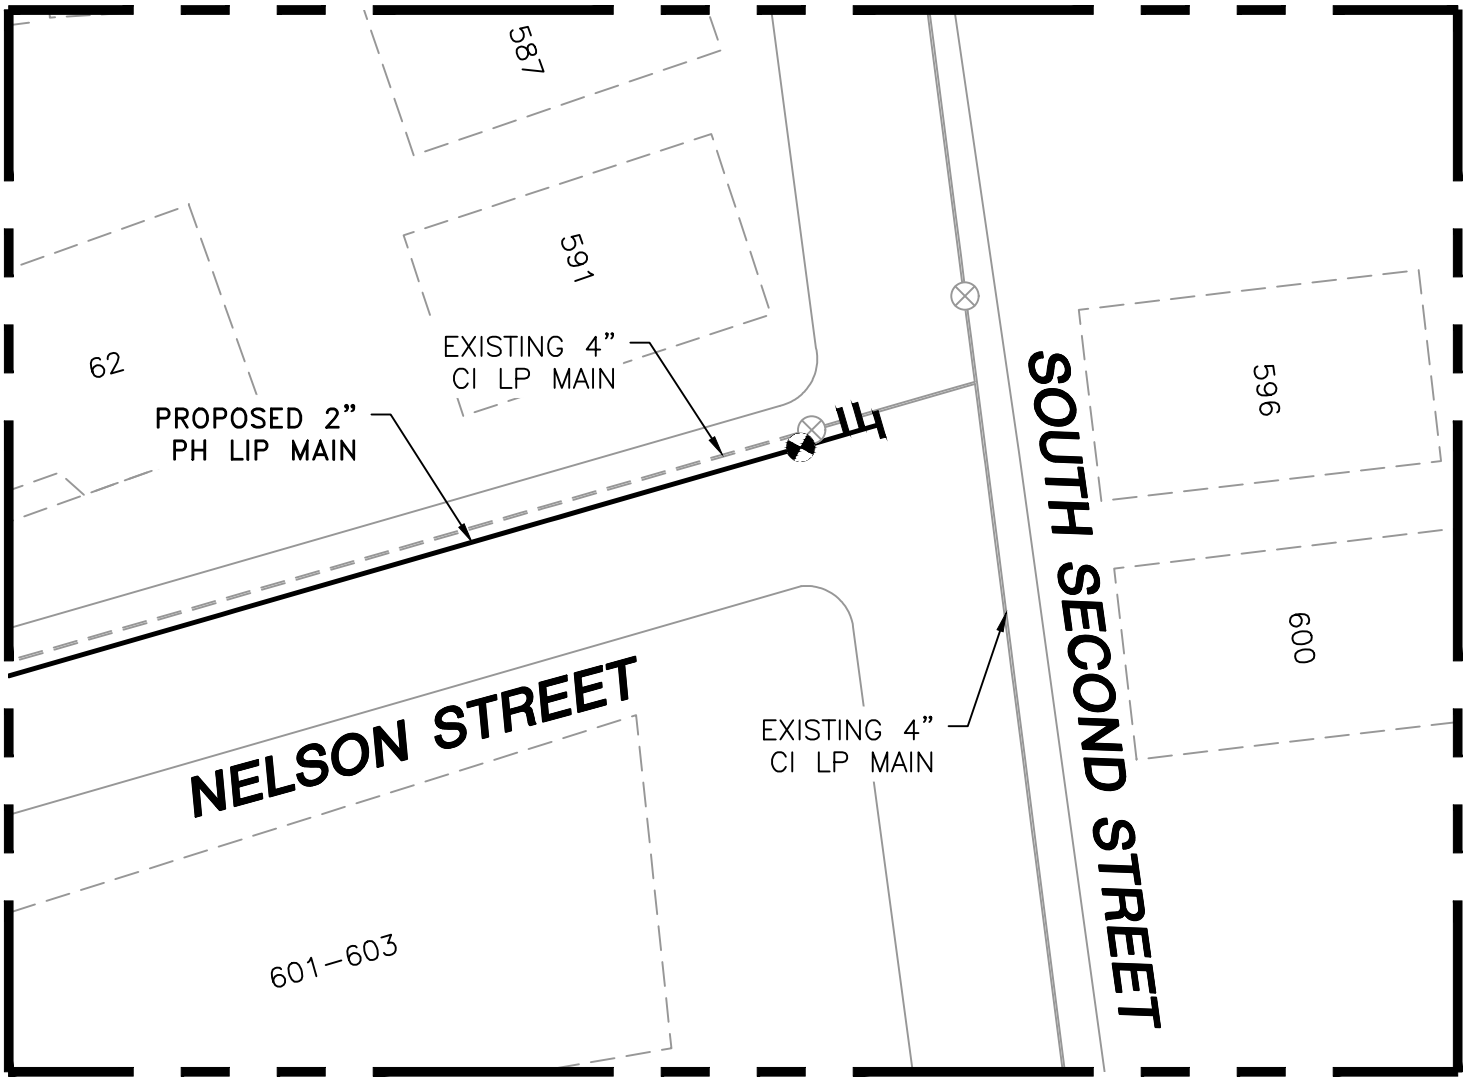 587
591
62
EXISTING 4”
CI LP MAIN
PROPOSED 2”
PH LIP MAIN
596
SOUTH SECOND STREET
600
NELSON STREET
EXISTING 4”
CI LP MAIN
601-603